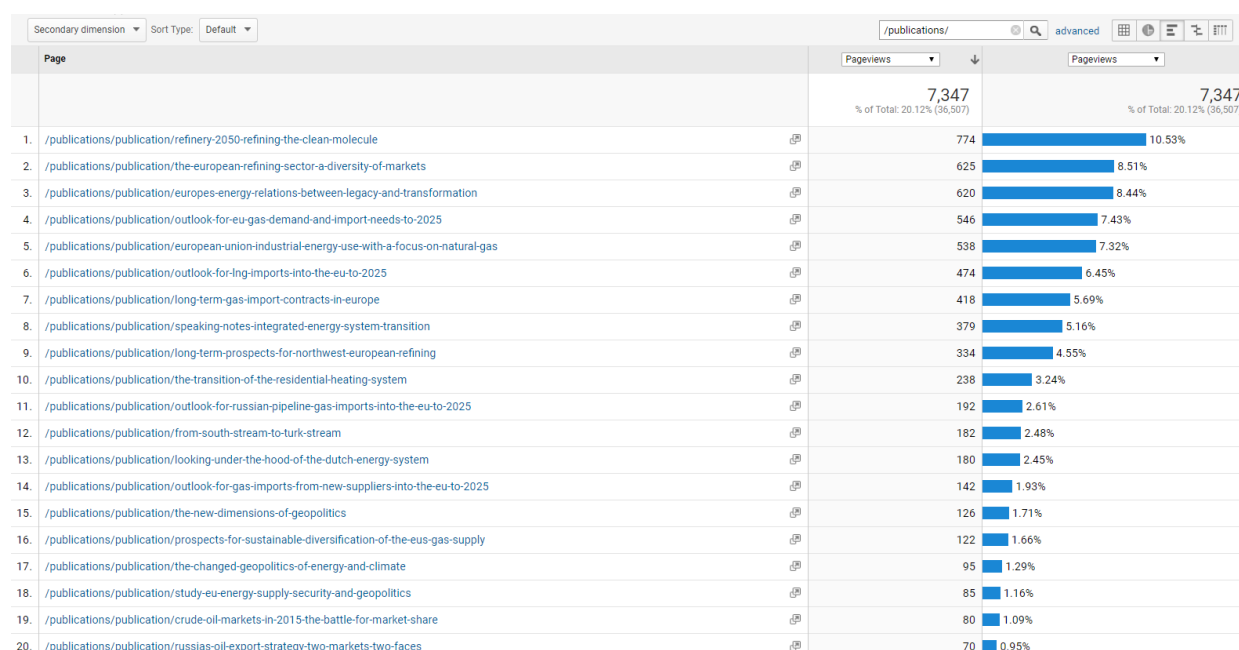 Secondary dimension Sort Type: Default /publications/ advanced
Page Pageviews Pageviews
7,347 7,347
% of Total: 20.12% (36,507) % of Total: 20.12% (36,507
1. /publications/publication/refinery-2050-refining-the-clean-molecule 774 10.53%
2. /publications/publication/the-european-refining-sector-a-diversity-of-markets 625 8.51%
3. /publications/publication/europes-energy-relations-between-legacy-and-transformation 620 8.44%
4. /publications/publication/outlook-for-eu-gas-demand-and-import-needs-to-2025 546 7.43%
5. /publications/publication/european-union-industrial-energy-use-with-a-focus-on-natural-gas 538 7.32%
6. /publications/publication/outlook-for-lng-imports-into-the-eu-to-2025 474 6.45%
7. /publications/publication/long-term-gas-import-contracts-in-europe 418 5.69%
8. /publications/publication/speaking-notes-integrated-energy-system-transition 379 5.16%
9. /publications/publication/long-term-prospects-for-northwest-european-refining 334 4.55%
10. /publications/publication/the-transition-of-the-residential-heating-system 238 3.24%
11. /publications/publication/outlook-for-russian-pipeline-gas-imports-into-the-eu-to-2025 192 2.61%
12. /publications/publication/from-south-stream-to-turk-stream 182 2.48%
13. /publications/publication/looking-under-the-hood-of-the-dutch-energy-system 180 2.45%
14. /publications/publication/outlook-for-gas-imports-from-new-suppliers-into-the-eu-to-2025 142 1.93%
15. /publications/publication/the-new-dimensions-of-geopolitics 126 1.71%
16. /publications/publication/prospects-for-sustainable-diversification-of-the-eus-gas-supply 122 1.66%
17. /publications/publication/the-changed-geopolitics-of-energy-and-climate 95 1.29%
18. /publications/publication/study-eu-energy-supply-security-and-geopolitics 85 1.16%
19. /publications/publication/crude-oil-markets-in-2015-the-battle-for-market-share 80 1.09%
20. /publications/publication/russias-oil-export-strategy-two-markets-two-faces 70 0.95%